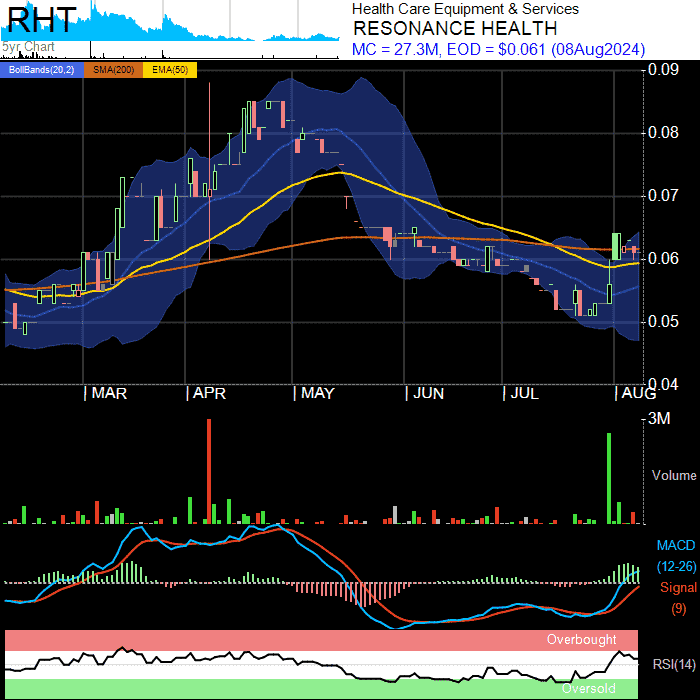 RHT
5yr Chart
Health Care Equipment & Services
RESONANCE HEALTH
MC = 27.3M, EOD = $0.061 (08Aug2024)
BollBands(20,2) SMA(200) EMA(50)
0.09
0.08
0.07
0.06
0.05
0.04
MAR APR MAY JUN JUL AUG
3M
Volume
MACD
(12-26)
Signal
(9)
Overbought
RSI(14)
Oversold